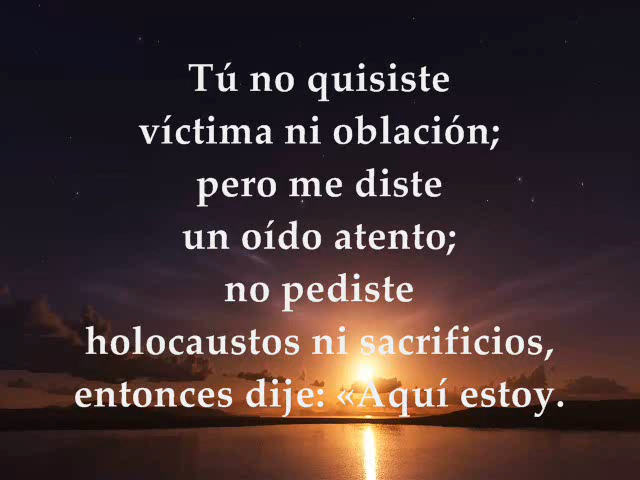 Tú no quisiste
víctima ni oblación;
pero me diste
un oído atento;
no pediste
holocaustos ni sacrificios,
entonces dije: «Aquí estoy.